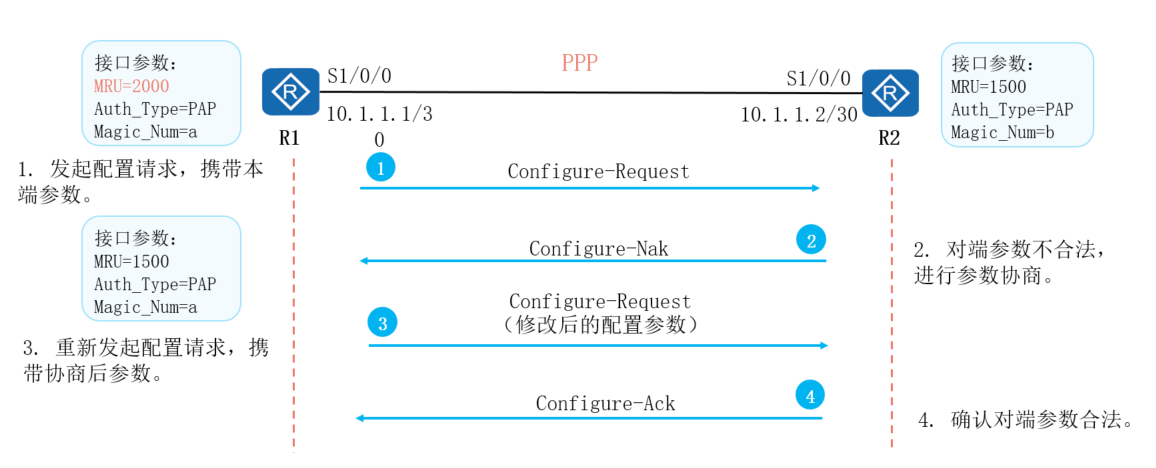 接口参数:
MRU=2000
Auth_Type=PAP
Magic_Num=a
R
S1/0/0
10.1.1.1/3
0
R1
PPP
S1/0/0
10.1.1.2/30
R
R2
接口参数:
MRU=1500
Auth_Type=PAP
Magic_Num=b
1. 发起配置请求，携带本
端参数。
1
Configure-Request
接口参数:
MRU=1500
Auth_Type=PAP
Magic_Num=a
Configure-Nak
2
2. 对端参数不合法，
进行参数协商。
3. 重新发起配置请求，携
带协商后参数。
3
Configure-Request
（修改后的配置参数）
Configure-Ack
4
4. 确认对端参数合法。